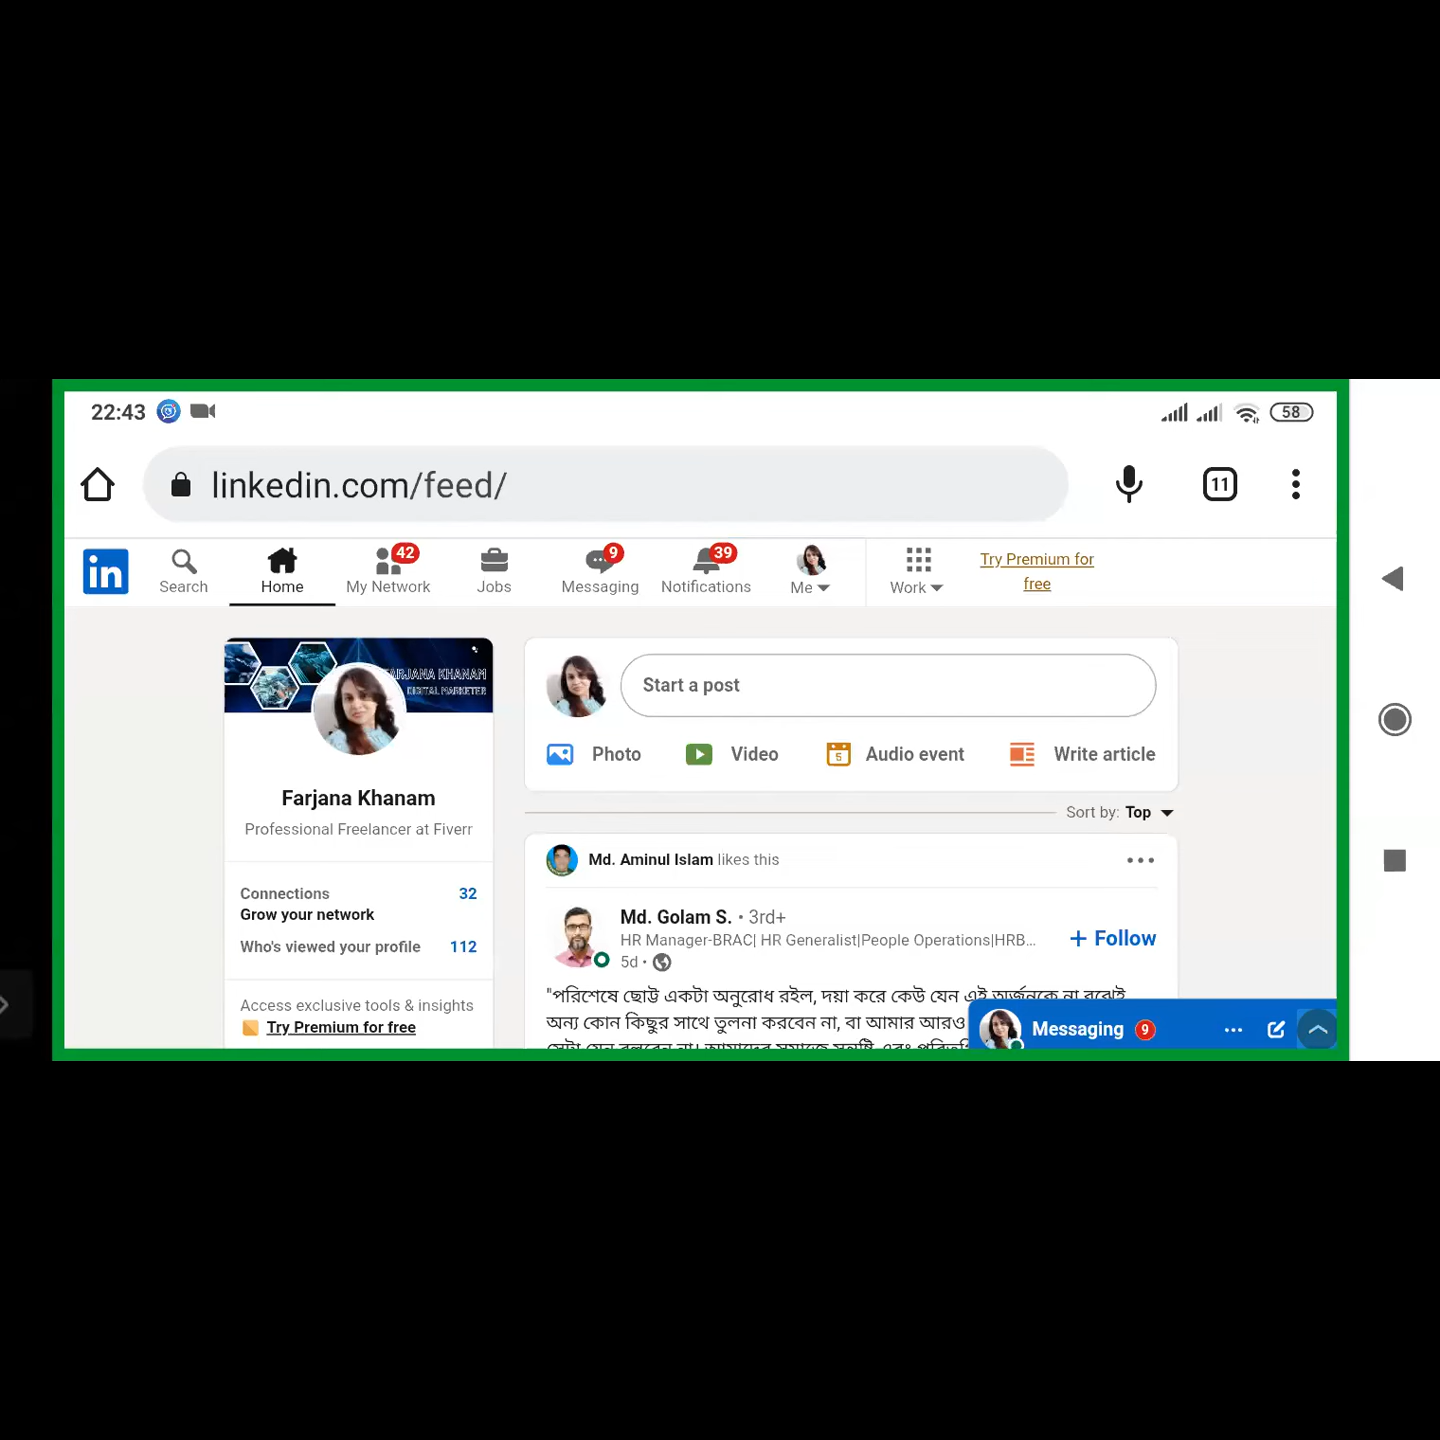 22:43
58
linkedin.com/feed/
11
in
Search
Home
42
My Network
Jobs
9
Messaging
39
Notifications
Me
Work
Try Premium for
free
FARJANA KHANAM
DIGITAL MARKETER
Farjana Khanam
Professional Freelancer at Fiverr
Connections 32
Grow your network
Who's viewed your profile 112
Access exclusive tools & insights
Try Premium for free
Start a post
Photo
Video
5
Audio event
Write article
Sort by: Top
Md. Aminul Islam likes this
Md. Golam S. • 3rd+
HR Manager-BRAC| HR Generalist|People Operations|HRB...
5d •
+ Follow
"পরিশেষে ছোট্ট একটা অনুরোধ রইল, দয়া করে কেউ যেন এই অর্জনকে না বুঝেই
অন্য কোন কিছুর সাথে তুলনা করবেন না, বা আমার আরও
Messaging 9